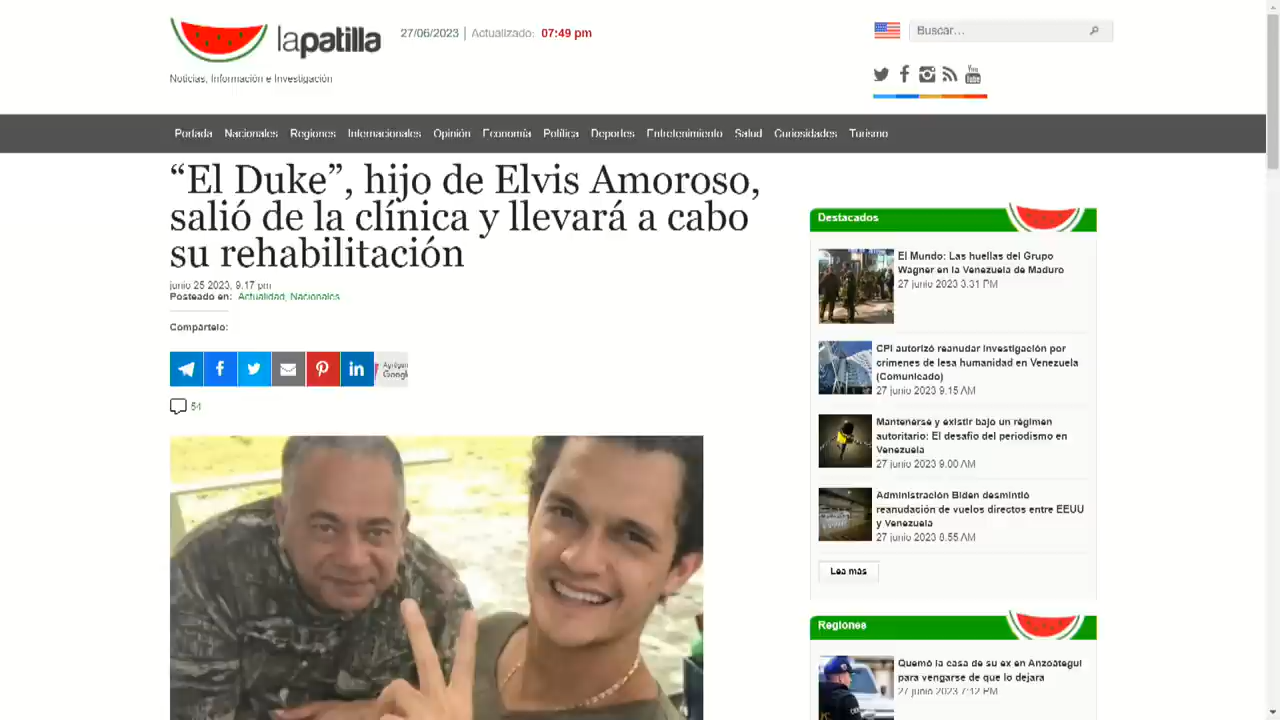 lapatilla
27/06/2023 | Actualizado: 07:49 pm
Buscar...
Noticias, Información e Investigación
You
Tube
Portada Nacionales Regiones Internacionales Opinión Economía Política Deportes Entretenimiento Salud Curiosidades Turismo
“El Duke”, hijo de Elvis Amoroso,
salió de la clínica y llevará a cabo
su rehabilitación
junio 25 2023, 9:17 pm
Posteado en: Actualidad, Nacionales
Compártelo:
Agregar
Googl
54
Destacados
El Mundo: Las huellas del Grupo
Wagner en la Venezuela de Maduro
27 junio 2023 3:31 PM
CPI autorizó reanudar investigación por
crímenes de lesa humanidad en Venezuela
(Comunicado)
27 junio 2023 9:15 AM
Mantenerse y existir bajo un régimen
autoritario: El desafío del periodismo en
Venezuela
27 junio 2023 9:00 AM
Administración Biden desmintió
reanudación de vuelos directos entre EEUU
y Venezuela
27 junio 2023 8:55 AM
Lea más
Regiones
Quemó la casa de su ex en Anzoátegui
para vengarse de que lo dejara
27 junio 2023 7:12 PM